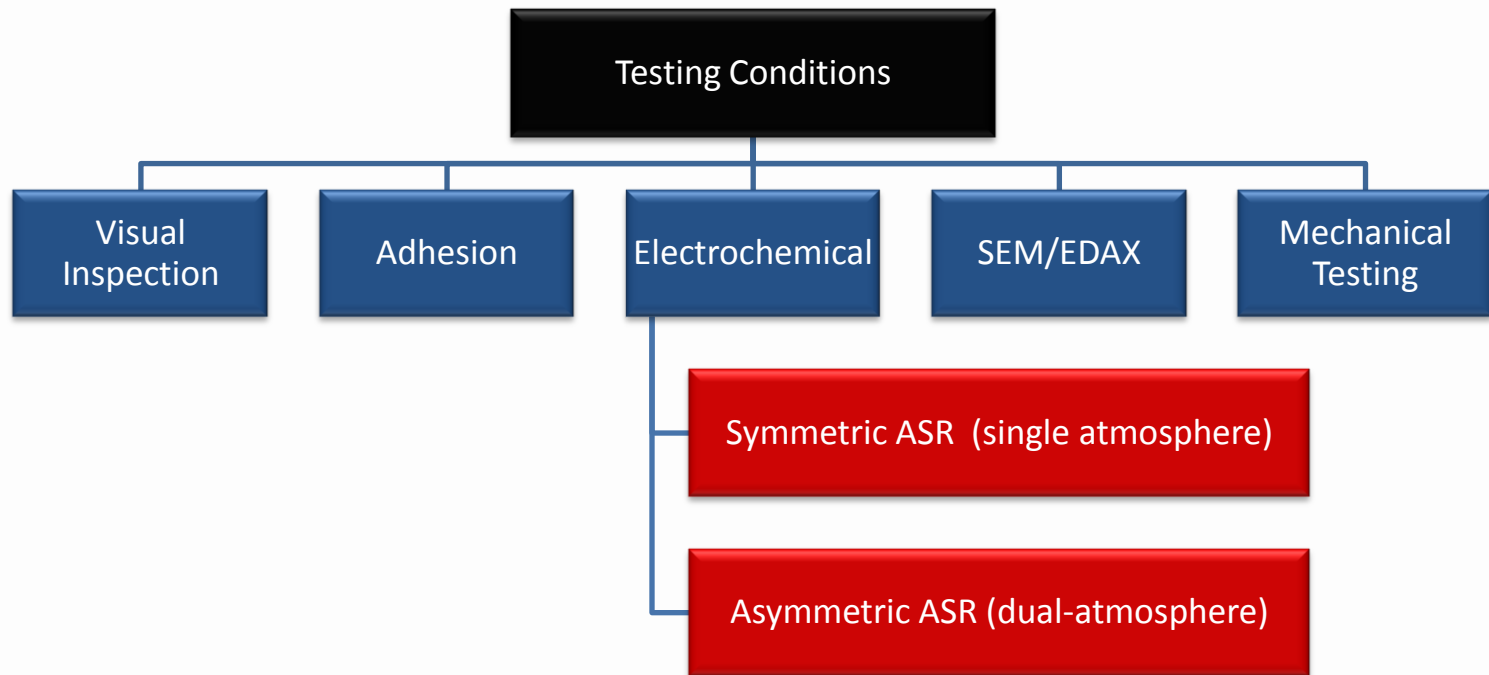 Testing Conditions
Visual
Inspection
Adhesion
Electrochemical
SEM/EDAX
Mechanical
Testing
Symmetric ASR  (single atmosphere)
Asymmetric ASR (dual-atmosphere)